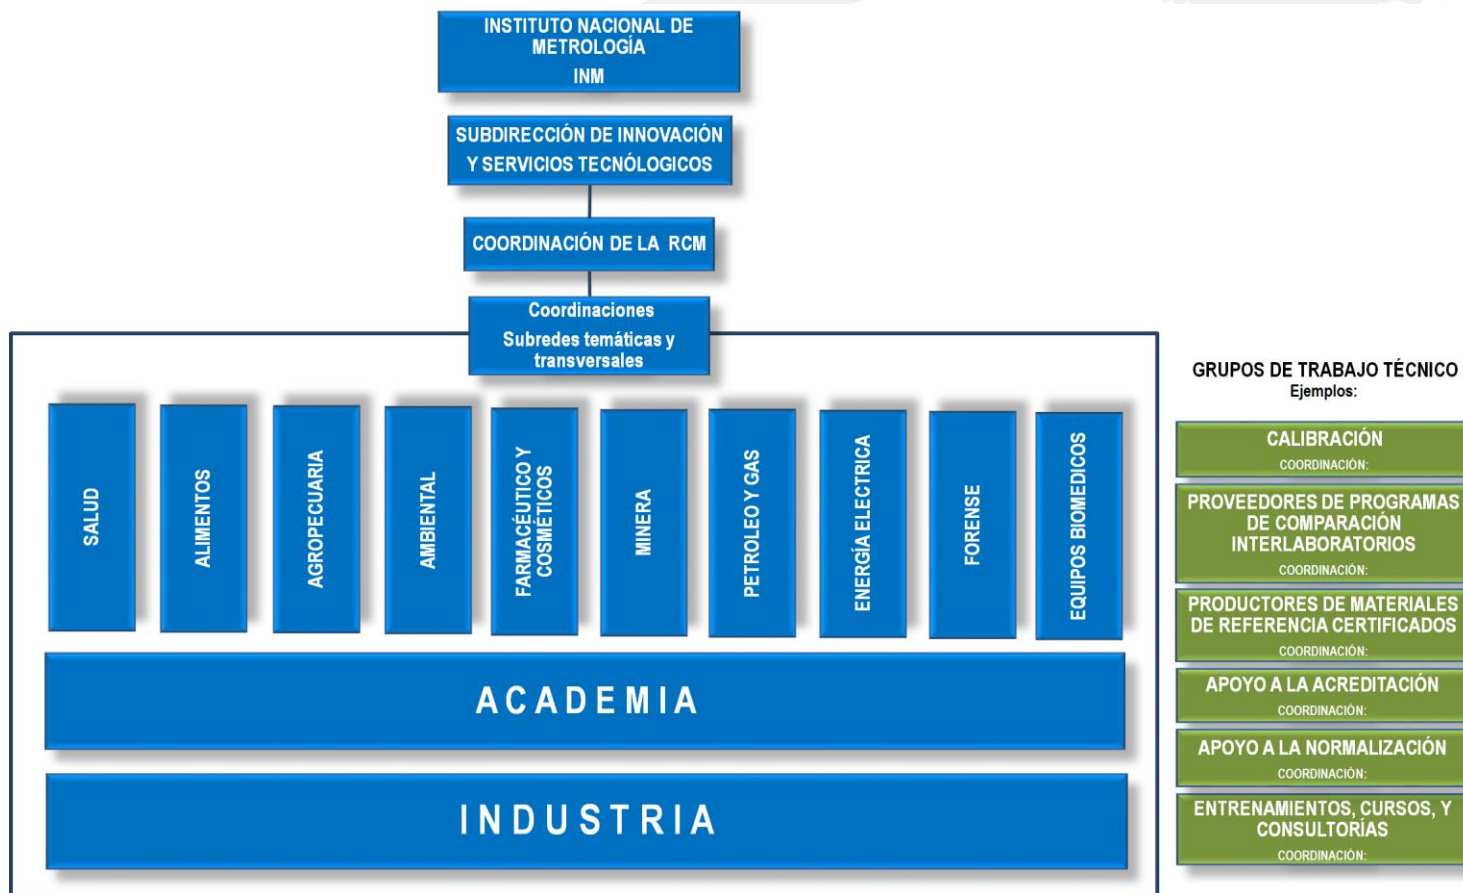 INSTITUTO NACIONAL DE
METROLOGÍA
INM
SUBDIRECCIÓN DE INNOVACIÓN
Y SERVICIOS TECNÓLOGICOS
COORDINACIÓN DE LA RCM
Coordinaciones
Subredes temáticas y
transversales
SALUD
ALIMENTOS
AGROPECUARIA
AMBIENTAL
FARMACÉUTICO Y
COSMÉTICOS
MINERA
PETROLEO Y GAS
ENERGÍA ELECTRICA
FORENSE
EQUIPOS BIOMEDICOS
ACADEMIA
INDUSTRIA
GRUPOS DE TRABAJO TÉCNICO
Ejemplos:
CALIBRACIÓN
COORDINACIÓN:
PROVEEDORES DE PROGRAMAS
DE COMPARACIÓN
INTERLABORATORIOS
COORDINACIÓN:
PRODUCTORES DE MATERIALES
DE REFERENCIA CERTIFICADOS
COORDINACIÓN:
APOYO A LA ACREDITACIÓN
COORDINACIÓN:
APOYO A LA NORMALIZACIÓN
COORDINACIÓN:
ENTRENAMIENTOS, CURSOS, Y
CONSULTORÍAS
COORDINACIÓN: